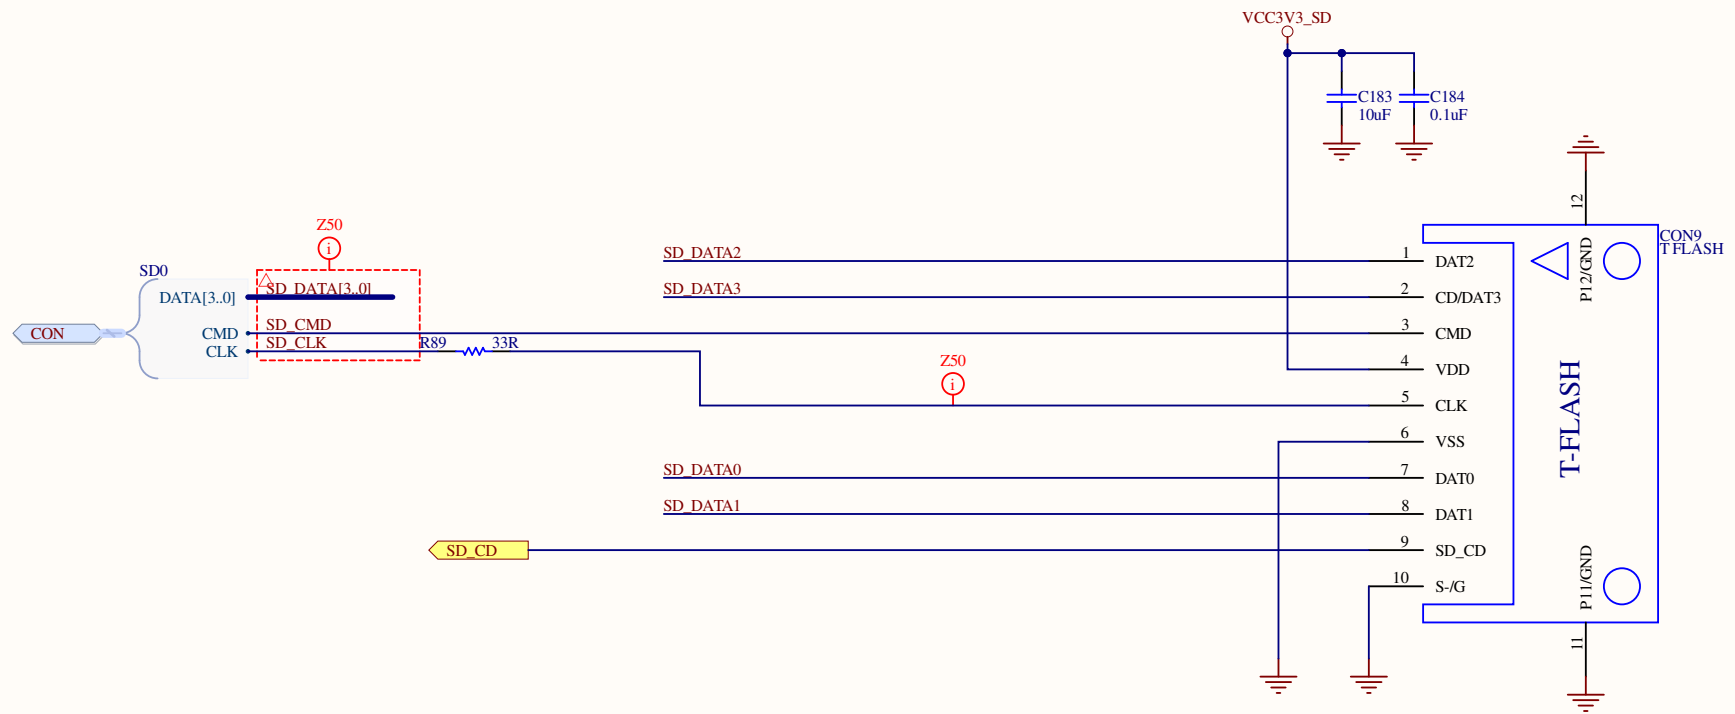 VCC3V3_SD
C183
10uF
C184
0.1uF
12
Z50
i
CON9
T FLASH
P12/GND
SD_DATA2
1
DAT2
SD0
DATA[3..0]
SD_DATA[3..0]
SD_DATA3
2
CD/DAT3
CON
CMD
SD_CMD
3
CMD
CLK
SD_CLK
R89
33R
Z50
i
4
VDD
5
CLK
T-FLASH
6
VSS
SD_DATA0
7
DAT0
SD_DATA1
8
DAT1
SD_CD
9
SD_CD
10
S-/G
P11/GND
11